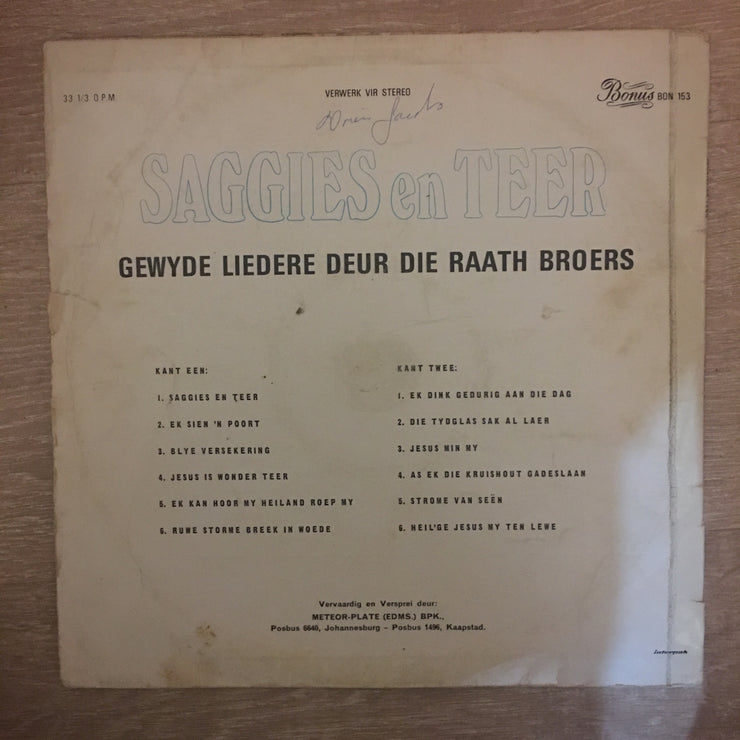 VERWERK VIR STEREO
33 1/3 O.P.M.
Bonus BON 153
SAGGIES en TEER
GEWYDE LIEDERE DEUR DIE RAATH BROERS
KANT EEN:
1. SAGGIES EN TEER
2. EK SIEN 'N POORT
3. BLYE VERSEKERING
4. JESUS IS WONDER TEER
5. EK KAN HOOR MY HEILAND ROEP MY
6. RUWE STORME BREEK IN WOEDE
KANT TWEE:
1. EK DINK GEDURIG AAN DIE DAG
2. DIE TYDGLAS SAK AL LAER
3. JESUS MIN MY
4. AS EK DIE KRUISHOUT GADESLAAN
5. STROME VAN SEËN
6. HEIL'GE JESUS MY TEN LEWE
Vervaardig en Versprei deur:
METEOR-PLATE (EDMS.) BPK.,
Posbus 6640, Johannesburg – Posbus 1496, Kaapstad.
Interpak